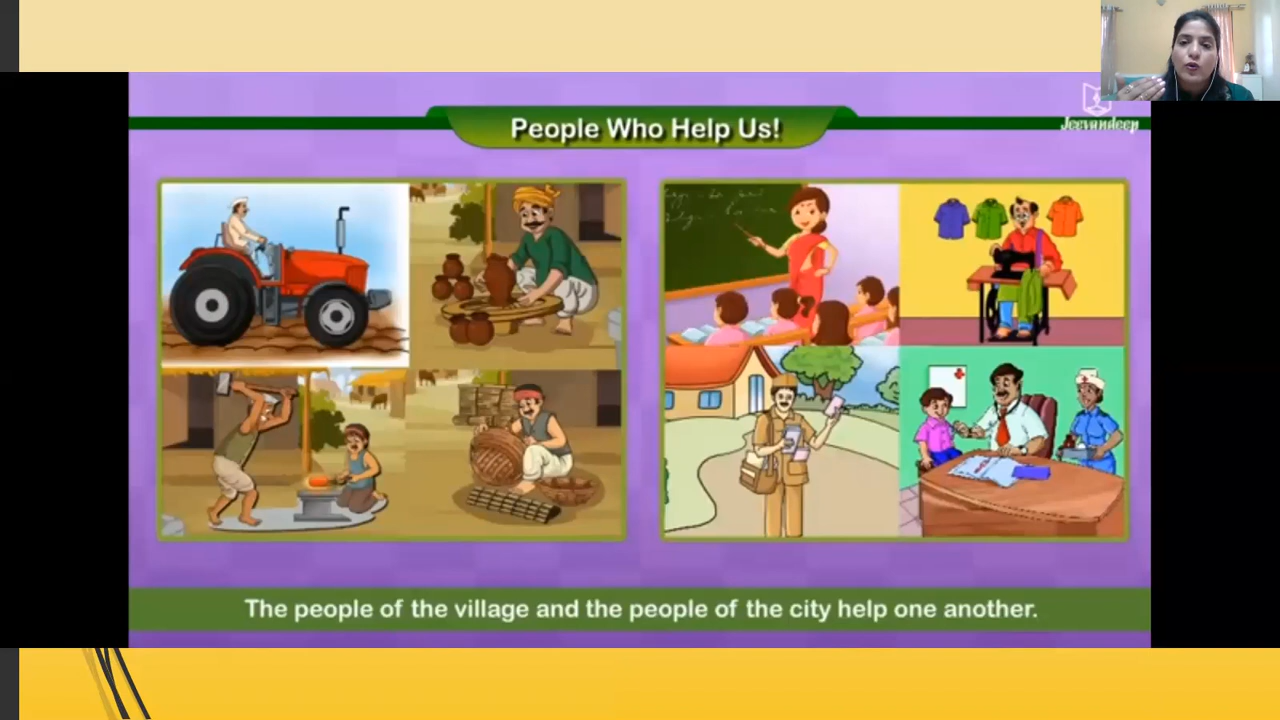 People Who Help Us!
Jeevandeep
The people of the village and the people of the city help one another.